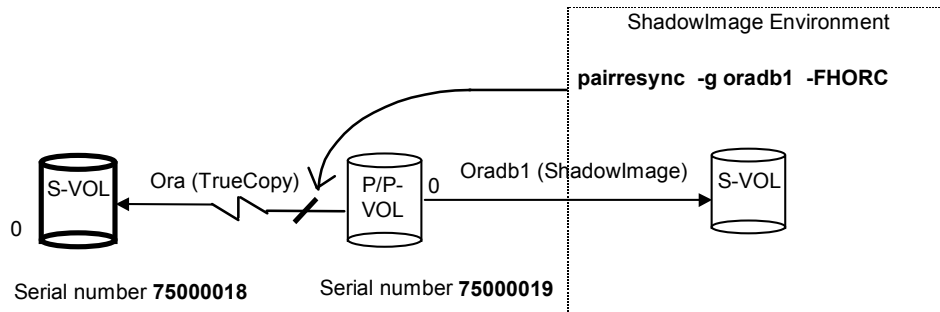 ShadowImage Environment
pairresync -g oradb1 -FHORC
S-VOL
Ora (TrueCopy)
P/P-
VOL
0
Oradb1 (ShadowImage)
S-VOL
0
Serial number 75000018
Serial number 75000019